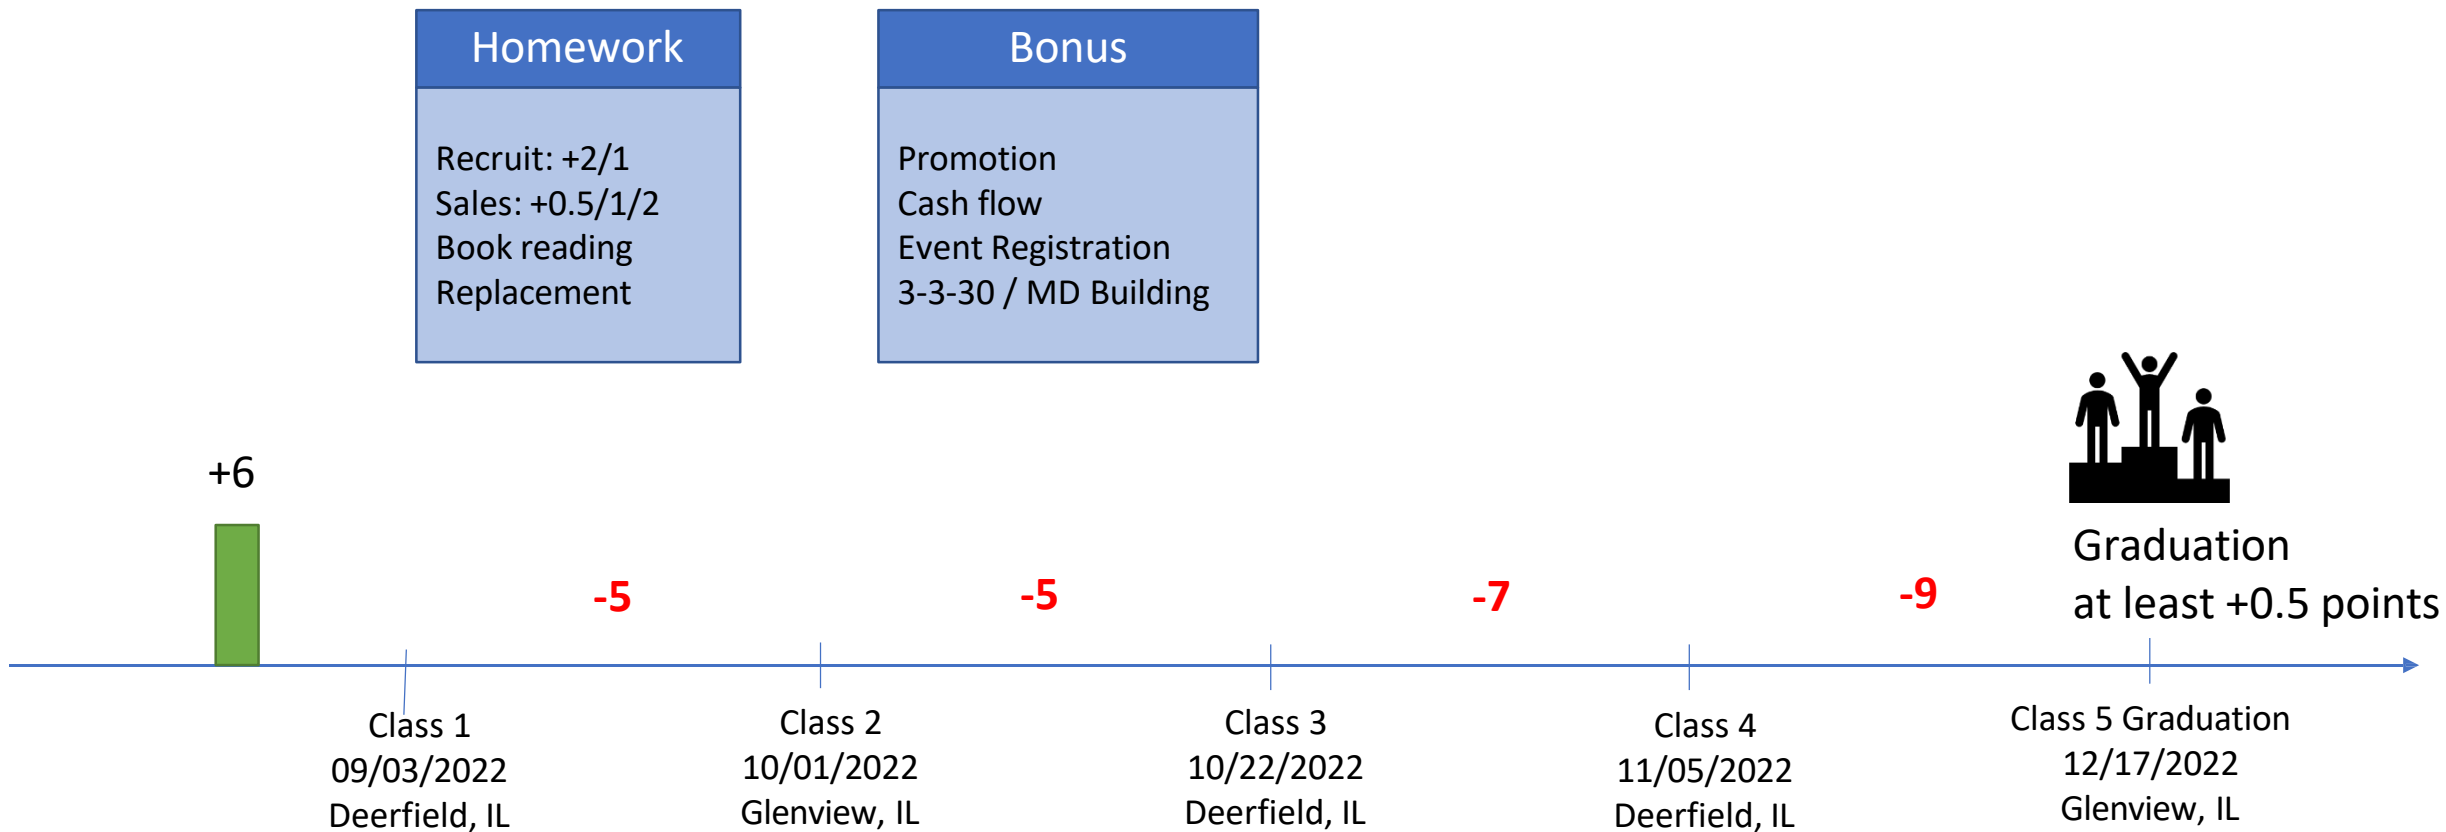 Homework
Recruit: +2/1
Sales: +0.5/1/2
Book reading
Replacement
Bonus
Promotion
Cash flow
Event Registration
3-3-30 / MD Building
+6
-5
-5
-7
-9
Graduation
at least +0.5 points
Class 1
09/03/2022
Deerfield, IL
Class 2
10/01/2022
Glenview, IL
Class 3
10/22/2022
Deerfield, IL
Class 4
11/05/2022
Deerfield, IL
Class 5 Graduation
12/17/2022
Glenview, IL